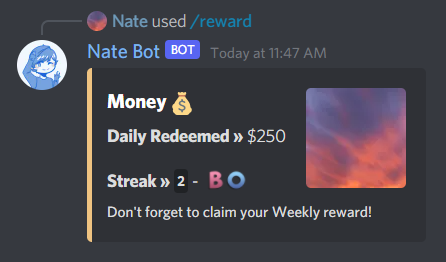 Nate used /reward
Nate Bot BOT Today at 11:47 AM
Money 💰
Daily Redeemed » $250
Streak » 2 - B O
Don't forget to claim your Weekly reward!